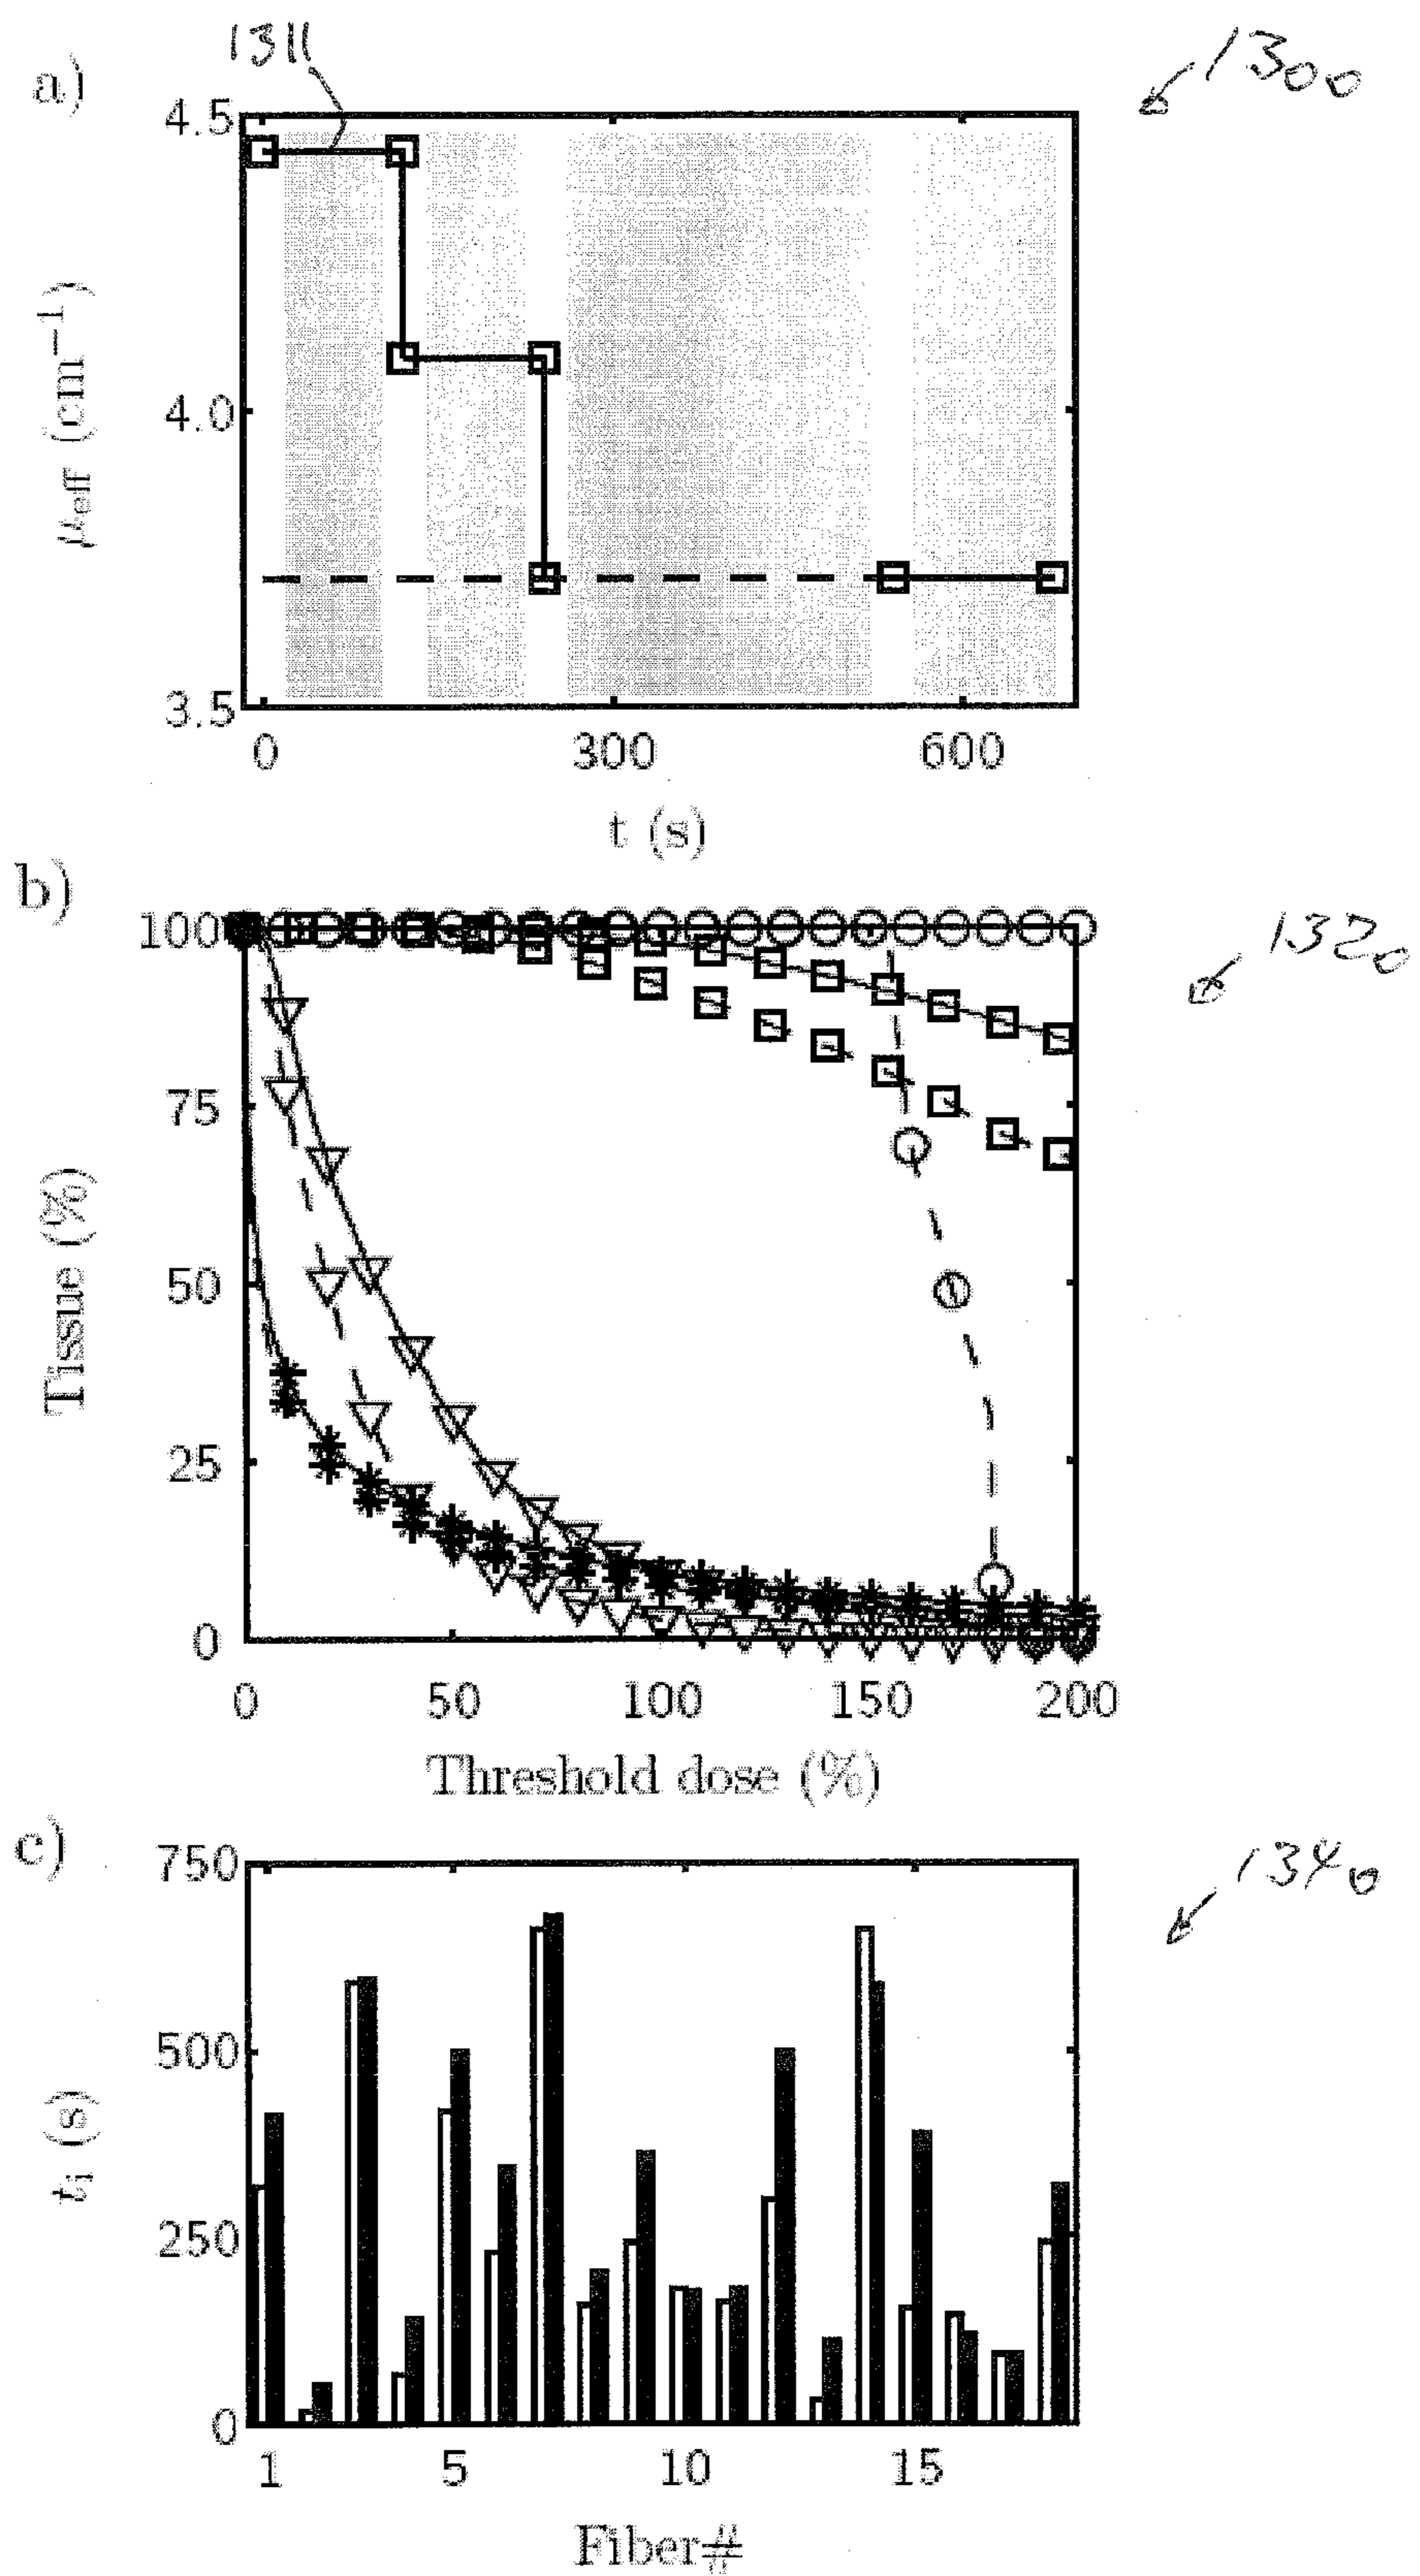 1311
1300
a)
4.5
4.0
3.5
μeff (cm⁻¹)
0 300 600
t (s)
b)
1320
100
75
50
25
0
Tissue (%)
0 50 100 150 200
Threshold dose (%)
c)
1340
750
500
250
0
ti (s)
1 5 10 15
Fiber#